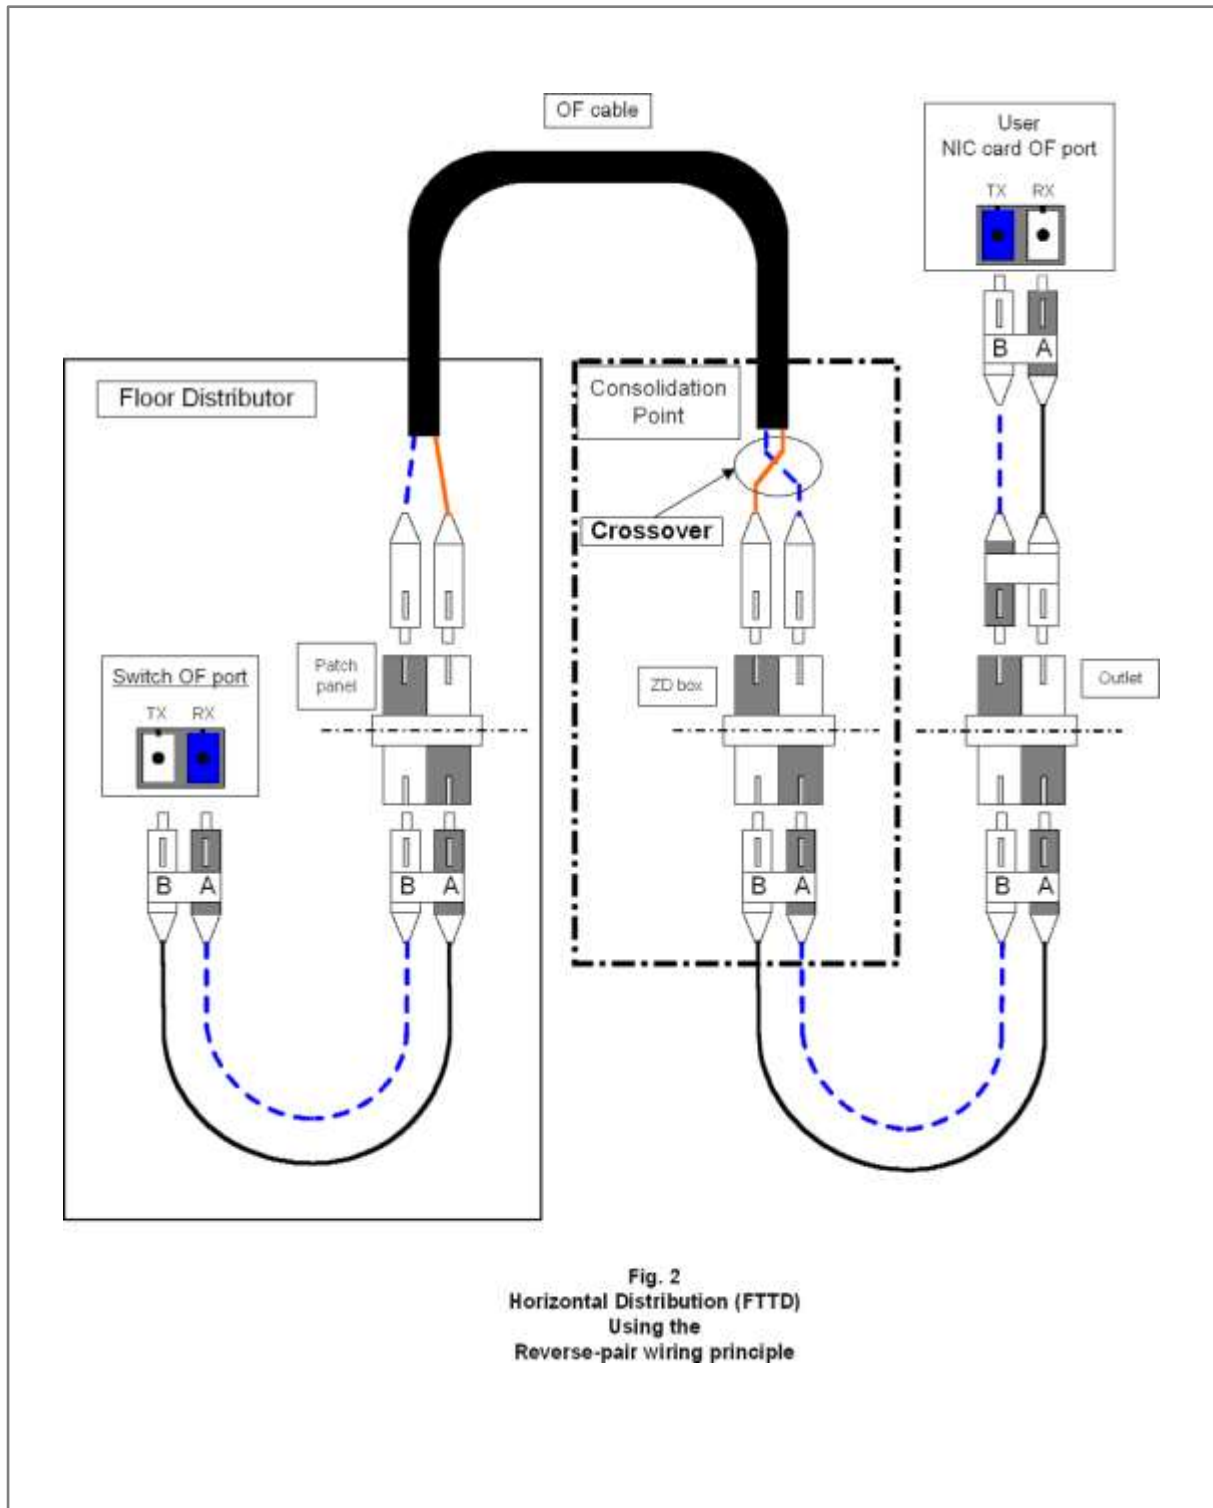 OF cable
User
NIC card OF port
TX RX
B A
Floor Distributor
Consolidation
Point
Crossover
Patch
panel
Switch OF port
TX RX
ZD box
Outlet
B A
B A
B A
B A
Fig. 2
Horizontal Distribution (FTTD)
Using the
Reverse-pair wiring principle